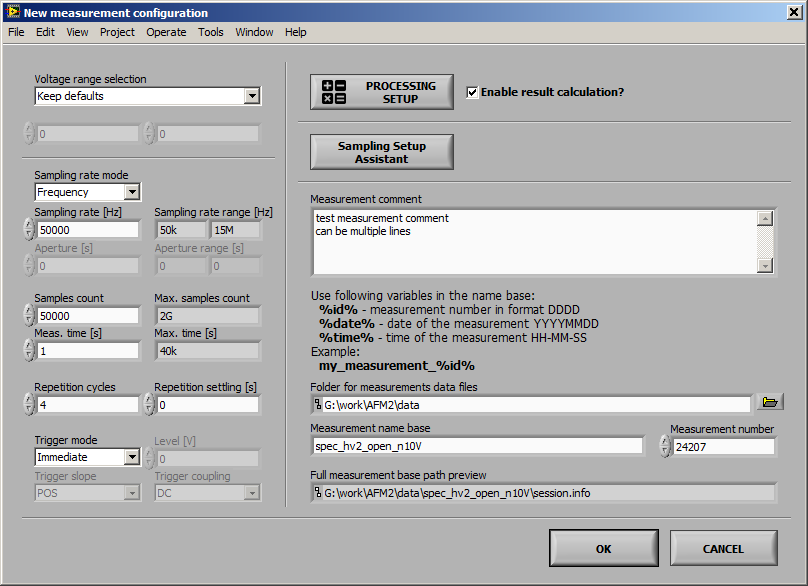 New measurement configuration
File Edit View Project Operate Tools Window Help
Voltage range selection
Keep defaults
0 0
Sampling rate mode
Frequency
Sampling rate [Hz] Sampling rate range [Hz]
50000 50k 15M
Aperture [s] Aperture range [s]
0 0 0
Samples count Max. samples count
50000 2G
Meas. time [s] Max. time [s]
1 40k
Repetition cycles Repetition settling [s]
4 0
Trigger mode Level [V]
Immediate 0
Trigger slope Trigger coupling
POS DC
PROCESSING
SETUP
Enable result calculation?
Sampling Setup
Assistant
Measurement comment
test measurement comment
can be multiple lines
Use following variables in the name base:
%id% - measurement number in format DDDD
%date% - date of the measurement YYYYMMDD
%time% - time of the measurement HH-MM-SS
Example:
my_measurement_%id%
Folder for measurements data files
G:\work\AFM2\data
Measurement name base Measurement number
spec_hv2_open_n10V 24207
Full measurement base path preview
G:\work\AFM2\data\spec_hv2_open_n10V\session.info
OK CANCEL